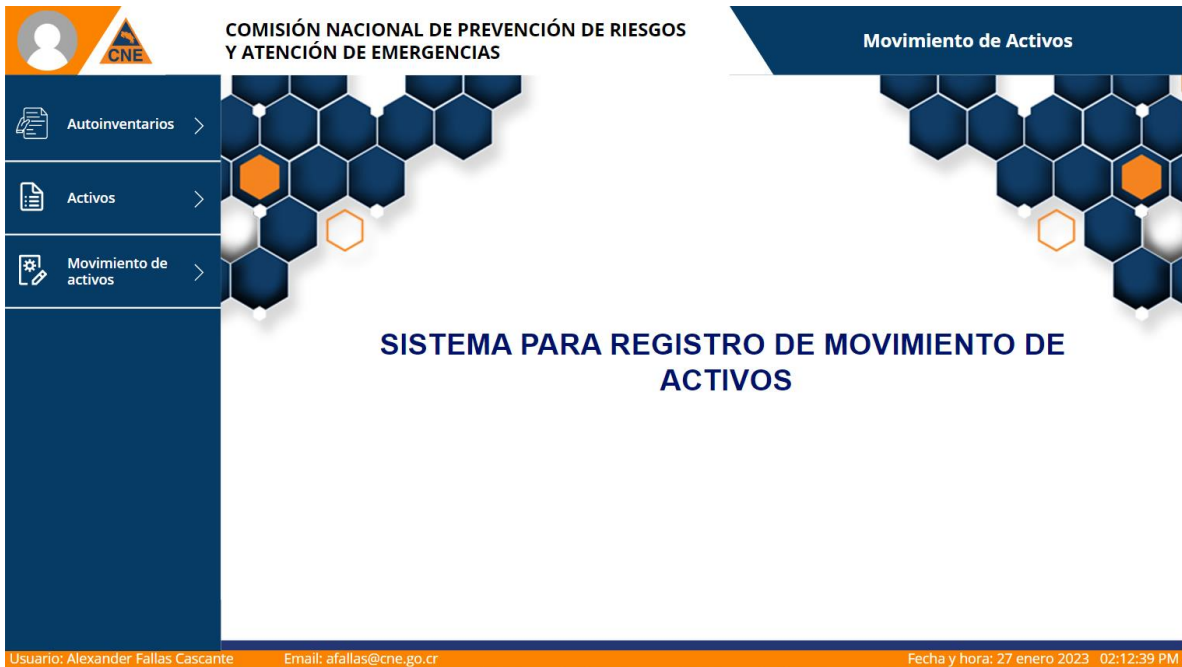 CNE
COMISIÓN NACIONAL DE PREVENCIÓN DE RIESGOS
Y ATENCIÓN DE EMERGENCIAS
Movimiento de Activos
Autoinventarios
Activos
Movimiento de
activos
SISTEMA PARA REGISTRO DE MOVIMIENTO DE
ACTIVOS
Usuario: Alexander Fallas Cascante Email: afallas@cne.go.cr Fecha y hora: 27 enero 2023 02:12:39 PM